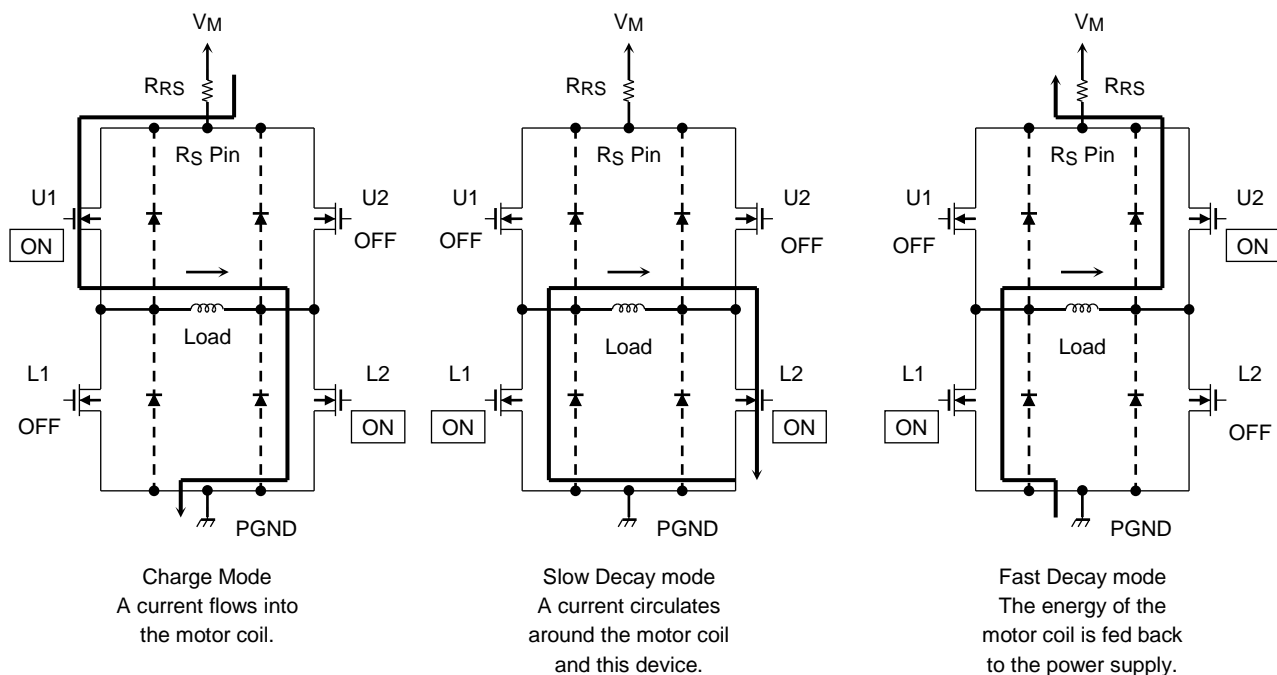 VM
RRS
RS Pin
U1
ON
U2
OFF
Load
L1
OFF
L2
ON
PGND
Charge Mode
A current flows into
the motor coil.
VM
RRS
RS Pin
U1
OFF
U2
OFF
Load
L1
ON
L2
ON
PGND
Slow Decay mode
A current circulates
around the motor coil
and this device.
VM
RRS
RS Pin
U1
OFF
U2
ON
Load
L1
ON
L2
OFF
PGND
Fast Decay mode
The energy of the
motor coil is fed back
to the power supply.